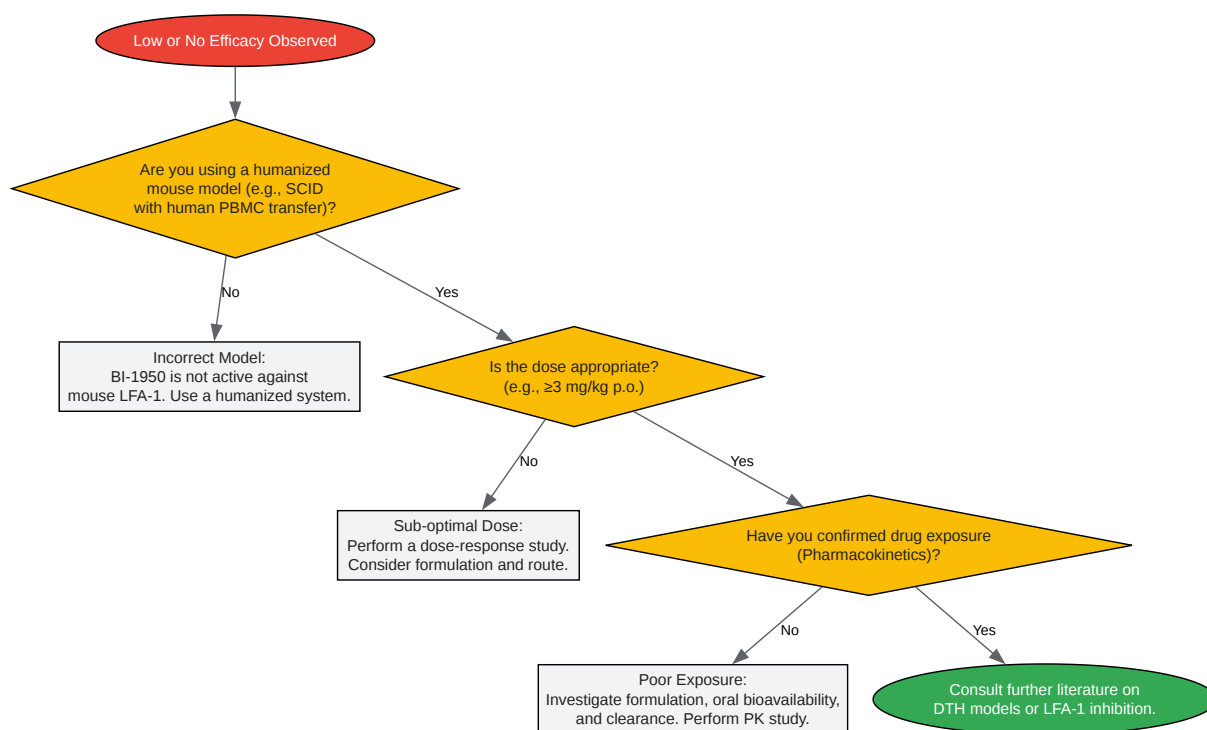 Low or No Efficacy Observed
Are you using a humanized
mouse model (e.g., SCID
with human PBMC transfer)?
No
Yes
Incorrect Model:
BI-1950 is not active against
mouse LFA-1. Use a humanized system.
Is the dose appropriate?
(e.g., ≥3 mg/kg p.o.)
No
Yes
Sub-optimal Dose:
Perform a dose-response study.
Consider formulation and route.
Have you confirmed drug exposure
(Pharmacokinetics)?
No
Yes
Poor Exposure:
Investigate formulation, oral bioavailability,
and clearance. Perform PK study.
Consult further literature on
DTH models or LFA-1 inhibition.